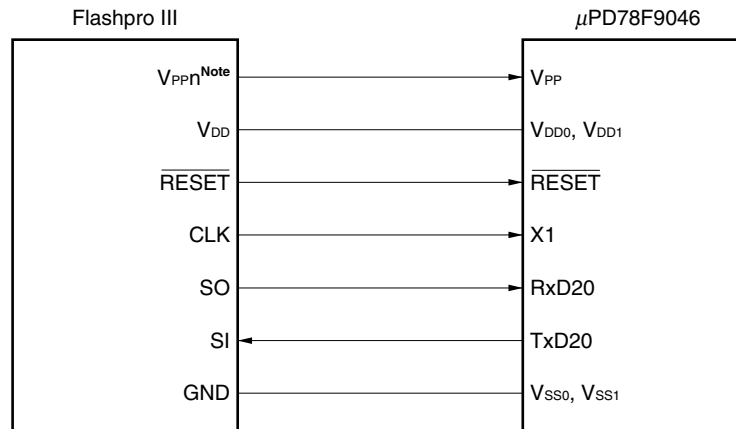 Flashpro III μPD78F9046
VPPnNote VPP
VDD VDD0, VDD1
RESET RESET
CLK X1
SO RxD20
SI TxD20
GND VSS0, VSS1